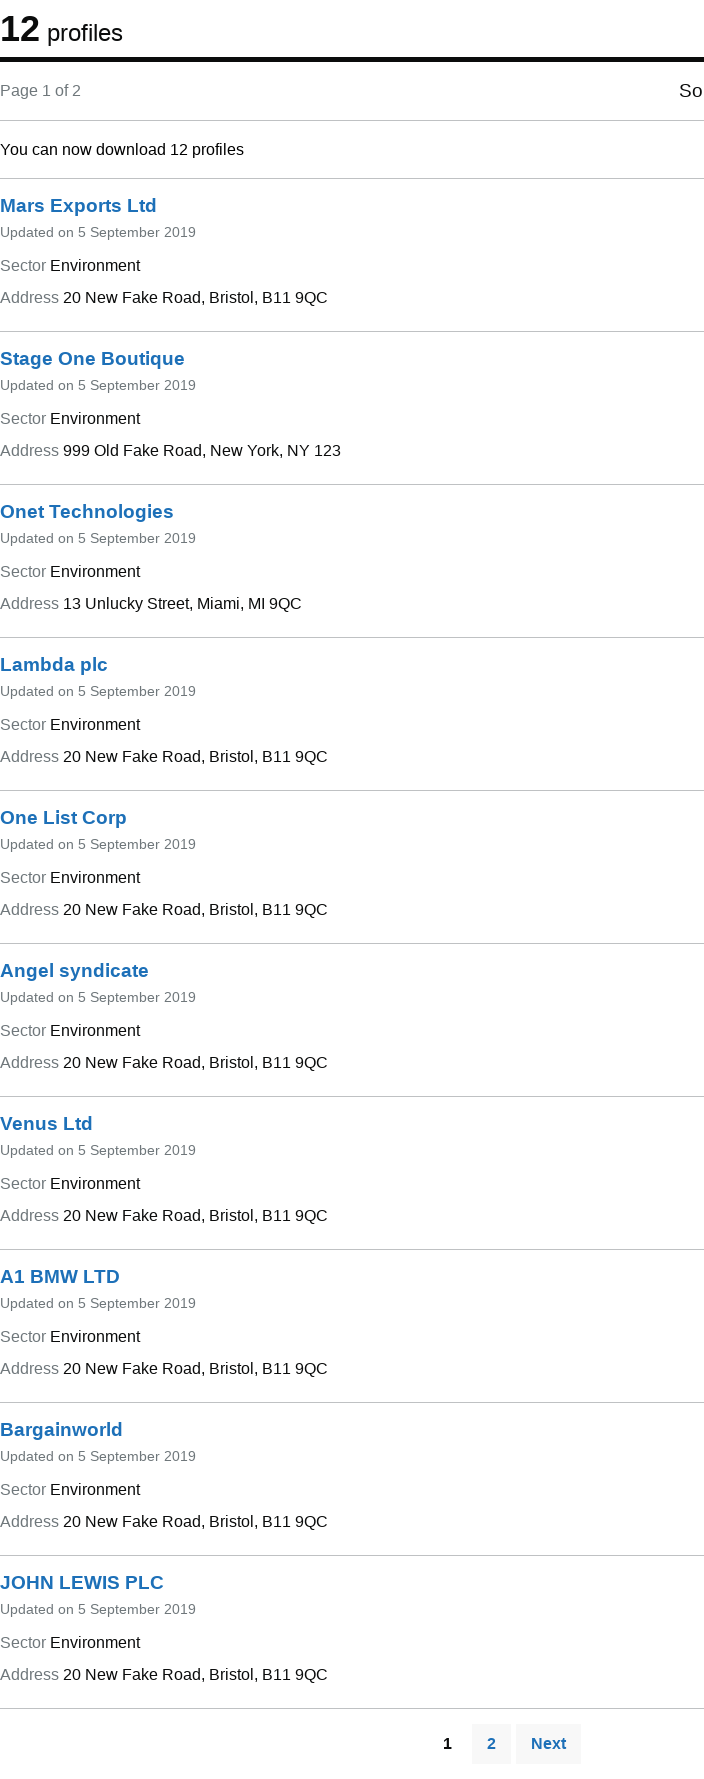 12 profiles
Page 1 of 2 So
You can now download 12 profiles
Mars Exports Ltd
Updated on 5 September 2019
Sector Environment
Address 20 New Fake Road, Bristol, B11 9QC
Stage One Boutique
Updated on 5 September 2019
Sector Environment
Address 999 Old Fake Road, New York, NY 123
Onet Technologies
Updated on 5 September 2019
Sector Environment
Address 13 Unlucky Street, Miami, MI 9QC
Lambda plc
Updated on 5 September 2019
Sector Environment
Address 20 New Fake Road, Bristol, B11 9QC
One List Corp
Updated on 5 September 2019
Sector Environment
Address 20 New Fake Road, Bristol, B11 9QC
Angel syndicate
Updated on 5 September 2019
Sector Environment
Address 20 New Fake Road, Bristol, B11 9QC
Venus Ltd
Updated on 5 September 2019
Sector Environment
Address 20 New Fake Road, Bristol, B11 9QC
A1 BMW LTD
Updated on 5 September 2019
Sector Environment
Address 20 New Fake Road, Bristol, B11 9QC
Bargainworld
Updated on 5 September 2019
Sector Environment
Address 20 New Fake Road, Bristol, B11 9QC
JOHN LEWIS PLC
Updated on 5 September 2019
Sector Environment
Address 20 New Fake Road, Bristol, B11 9QC
1 2 Next